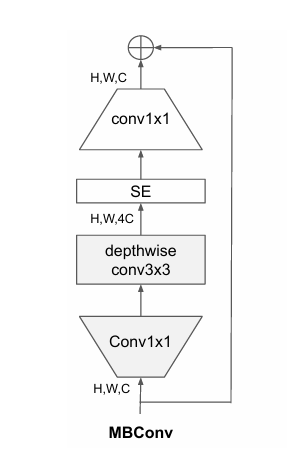 H,W,C
conv1x1
SE
H,W,4C
depthwise
conv3x3
Conv1x1
H,W,C
MBConv